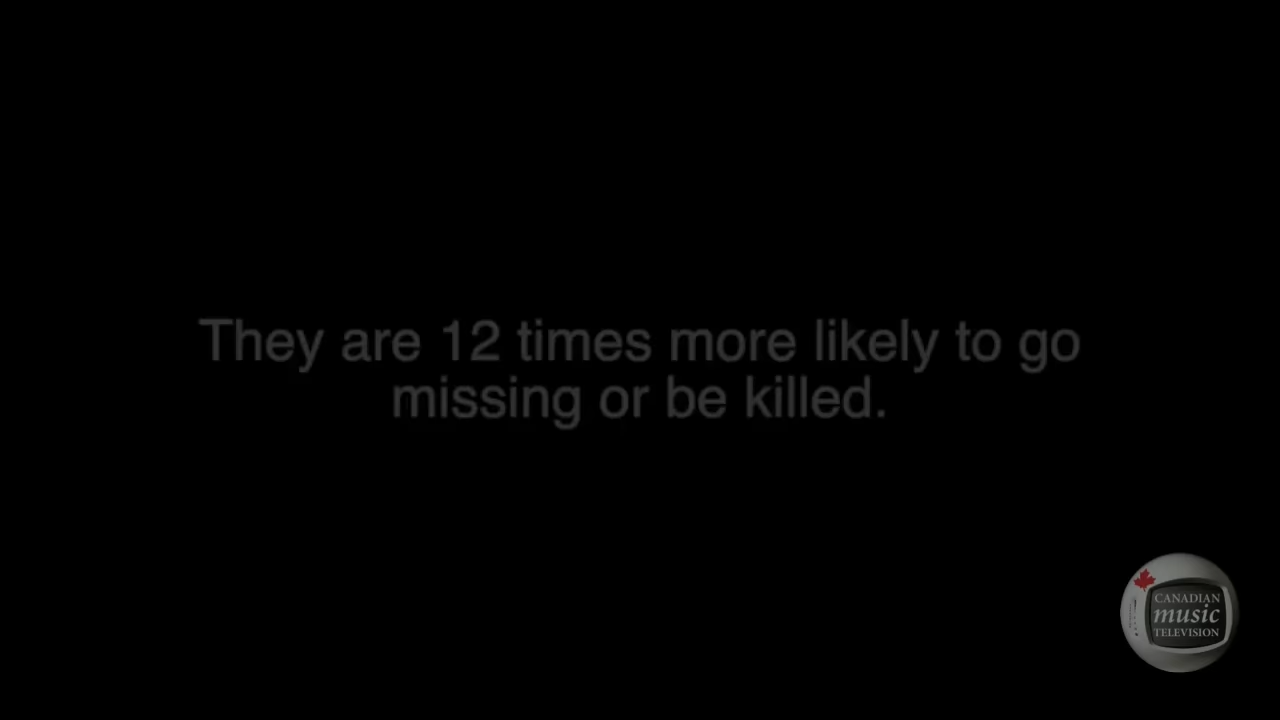 They are 12 times more likely to go
missing or be killed.
CANADIAN
music
TELEVISION